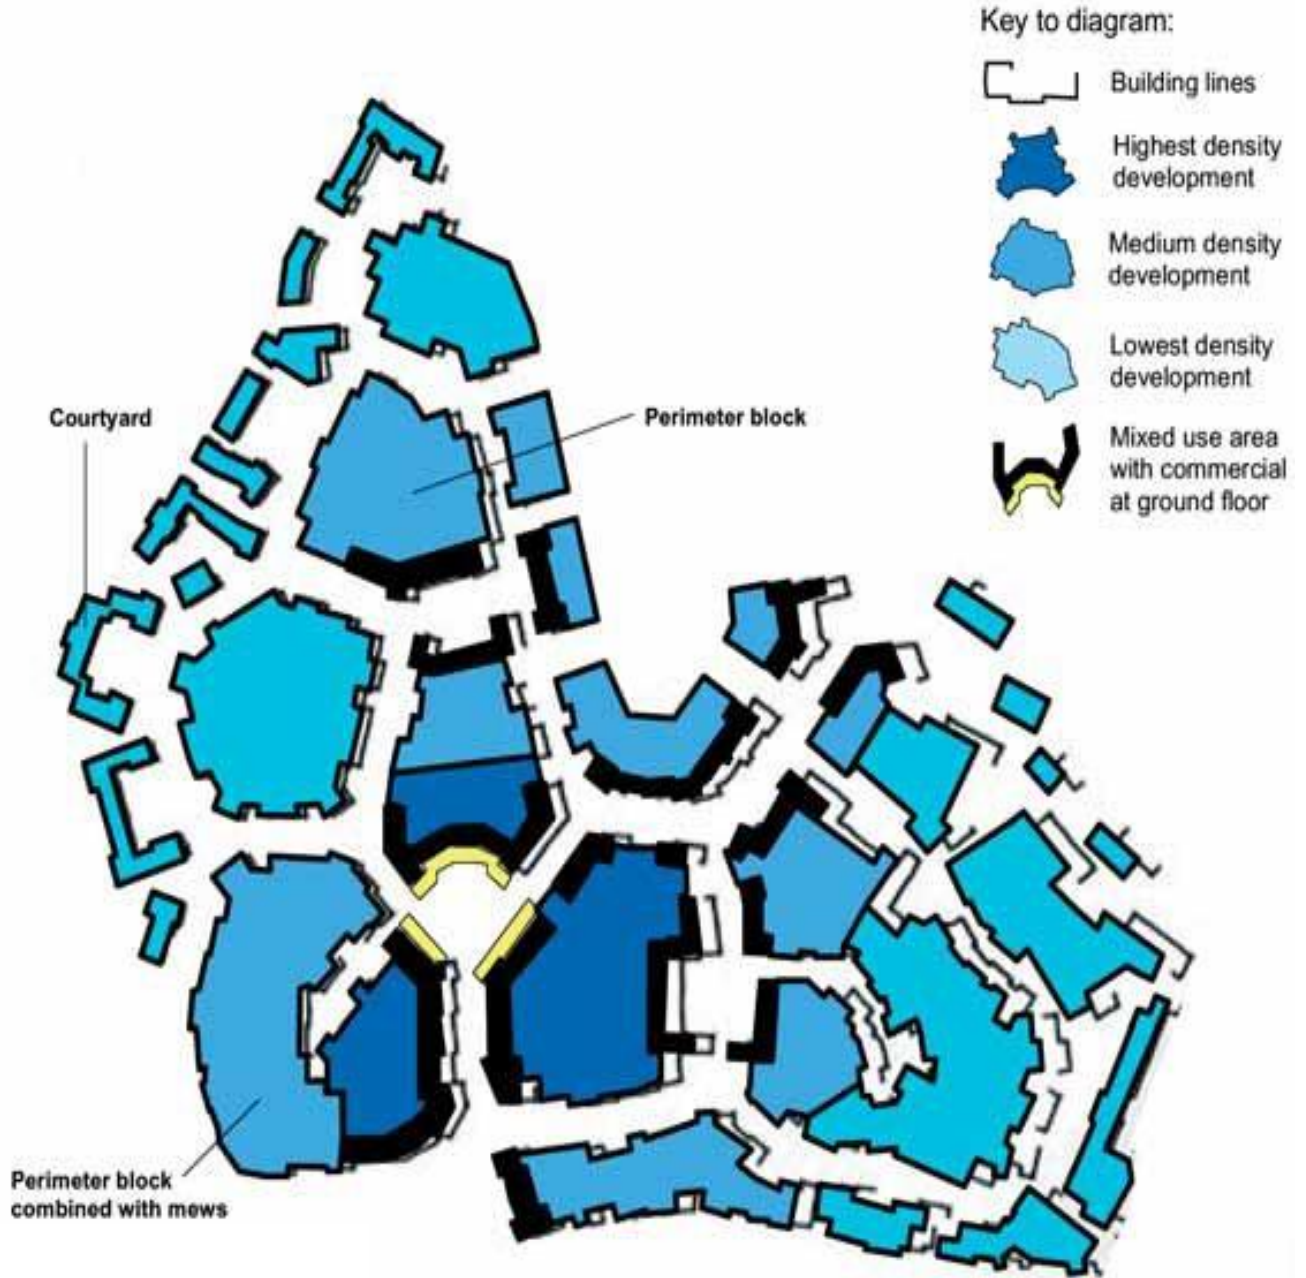 Key to diagram:
Building lines
Highest density
development
Medium density
development
Lowest density
development
Mixed use area
with commercial
at ground floor
Courtyard
Perimeter block
Perimeter block
combined with mews